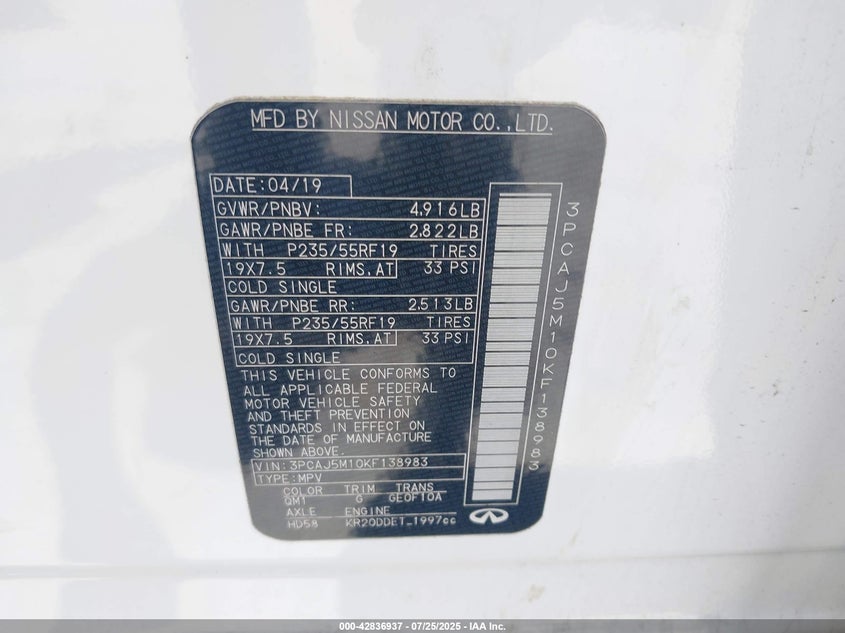 MFD BY NISSAN MOTOR CO.,LTD.
DATE:04/19
GVWR/PNBV: 4,916LB
GAWR/PNBE FR: 2,822LB
WITH P235/55RF19 TIRES
19X7.5 RIMS,AT 33 PSI
COLD SINGLE
GAWR/PNBE RR: 2,513LB
WITH P235/55RF19 TIRES
19X7.5 RIMS,AT 33 PSI
COLD SINGLE
THIS VEHICLE CONFORMS TO
ALL APPLICABLE FEDERAL
MOTOR VEHICLE SAFETY
AND THEFT PREVENTION
STANDARDS IN EFFECT ON
THE DATE OF MANUFACTURE
SHOWN ABOVE.
VIN:3PCAJ5M10KF138983
TYPE:MPV
COLOR TRIM TRANS
QM1 G GE0F10A
AXLE ENGINE
HD58 KR20DDET_1997cc
3PCAJ5M10KF138983
000-42836937 - 07/25/2025 - IAA Inc.